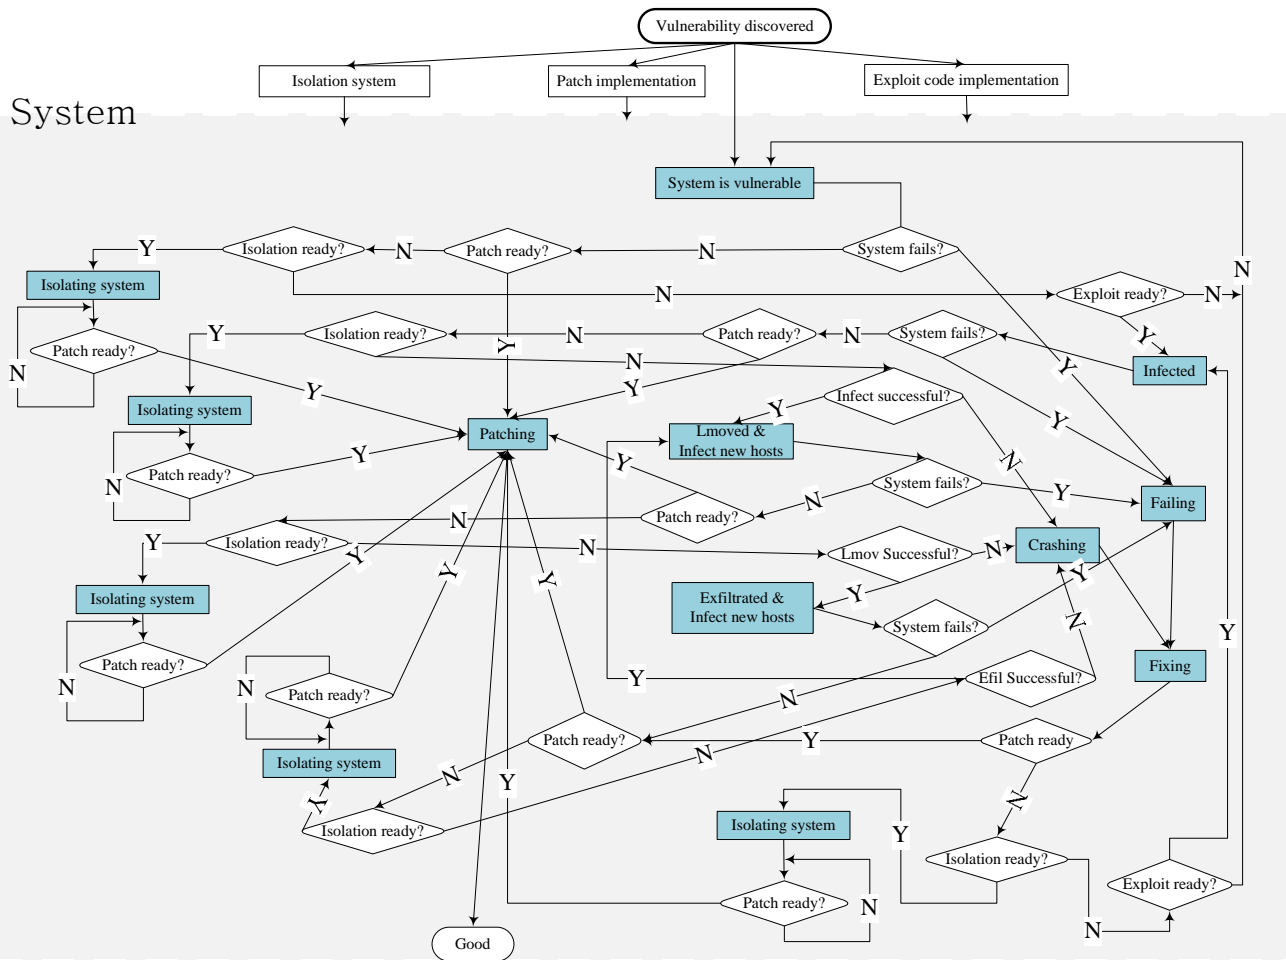 Vulnerability discovered
Isolation system
Patch implementation
Exploit code implementation
System
System is vulnerable
Y
Isolation ready?
N
Patch ready?
N
System fails?
Isolating system
N
Exploit ready?
N
N
Y
Isolation ready?
N
Patch ready?
N
System fails?
Y
Patch ready?
Y
N
Y
Infected
N
Y
Y
Y
Infect successful?
Isolating system
Y
Patching
Lmoved &
Infect new hosts
Y
N
Patch ready?
Y
Y
System fails?
Y
Failing
N
N
Patch ready?
N
Y
Isolation ready?
Y
N
Lmov Successful?
N
Crashing
Isolating system
Y
Y
Exfiltrated &
Infect new hosts
Y
Y
System fails?
N
Y
Patch ready?
N
N
Patch ready?
Y
Efil Successful?
Fixing
N
Patch ready?
Y
Patch ready
Isolating system
N
Y
N
Y
N
Isolation ready?
Isolating system
Y
Isolation ready?
Patch ready?
N
Exploit ready?
N
Good